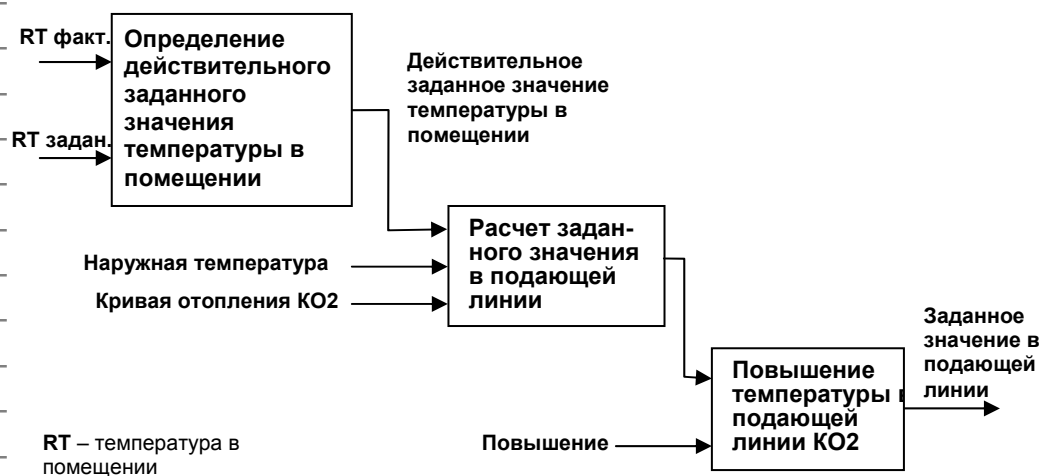 RT факт.
RT задан.
Определение
действительного
заданного
значения
температуры в
помещении
Действительное
заданное значение
температуры в
помещении
Наружная температура
Кривая отопления КО2
Расчет задан-
ного значения
в подающей
линии
Повышение
Повышение
температуры в
подающей
линии КО2
Заданное
значение в
подающей
линии
RT – температура в
помещении